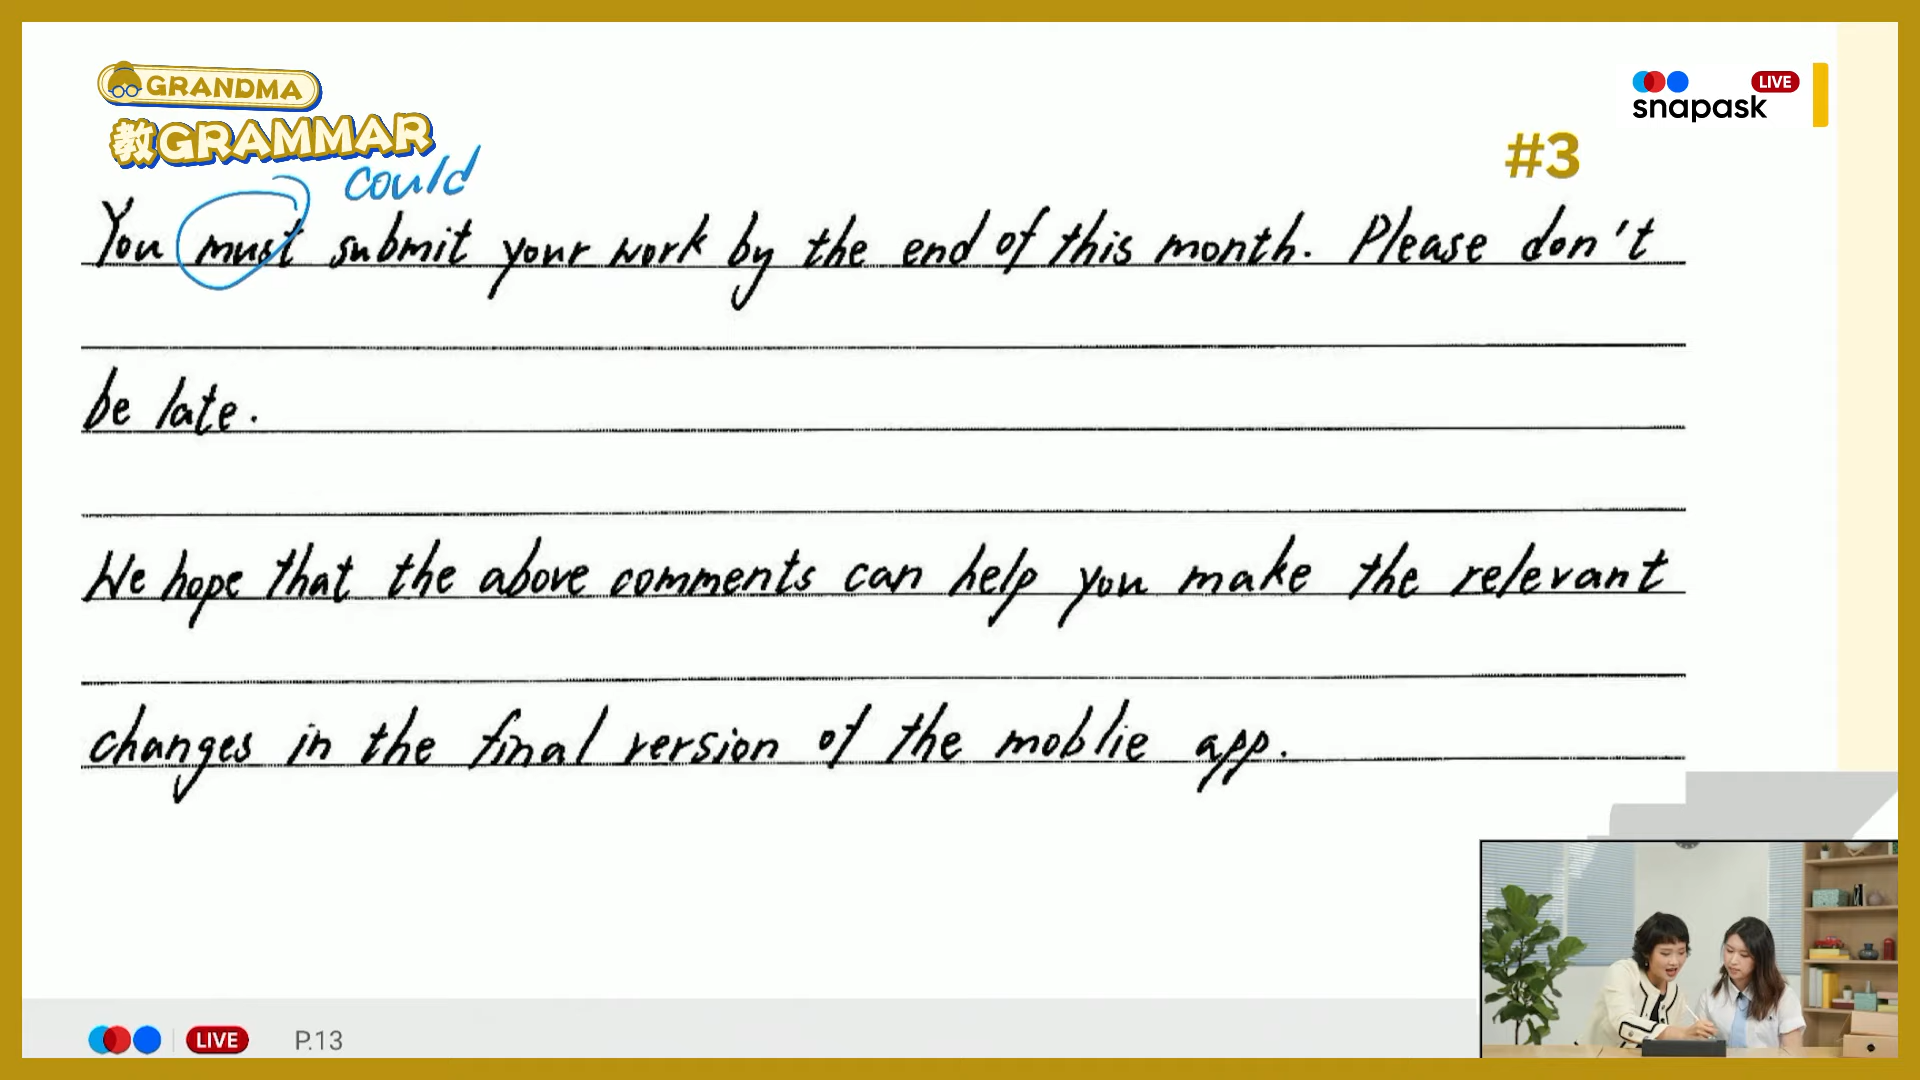 GRANDMA
教GRAMMAR
LIVE
snapask
#3
could
You must submit your work by the end of this month. Please don't
be late.
We hope that the above comments can help you make the relevant
changes in the final version of the moblie app.
LIVE
P.13